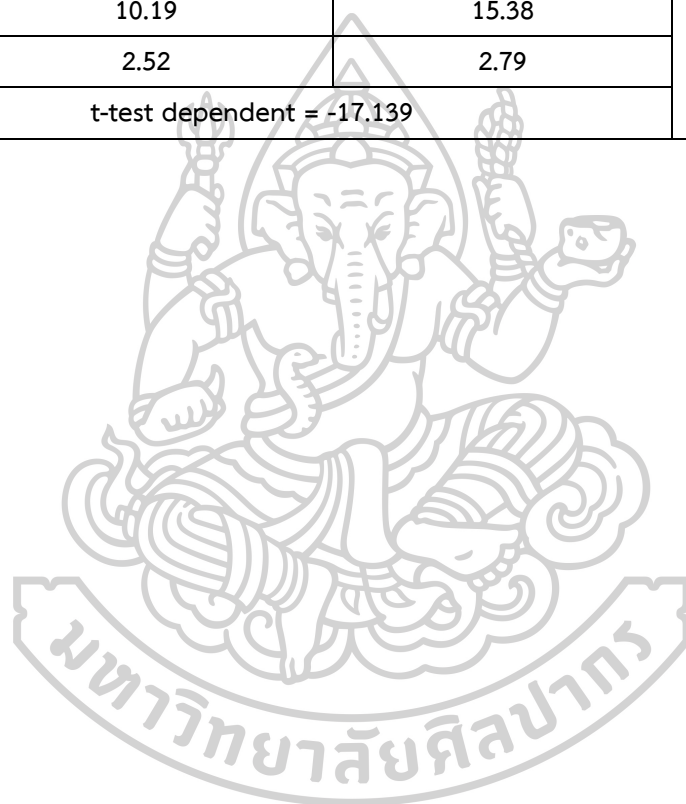 10.19 15.38
2.52 2.79
t-test dependent = -17.139
มหาวิทยาลัยศิลปากร